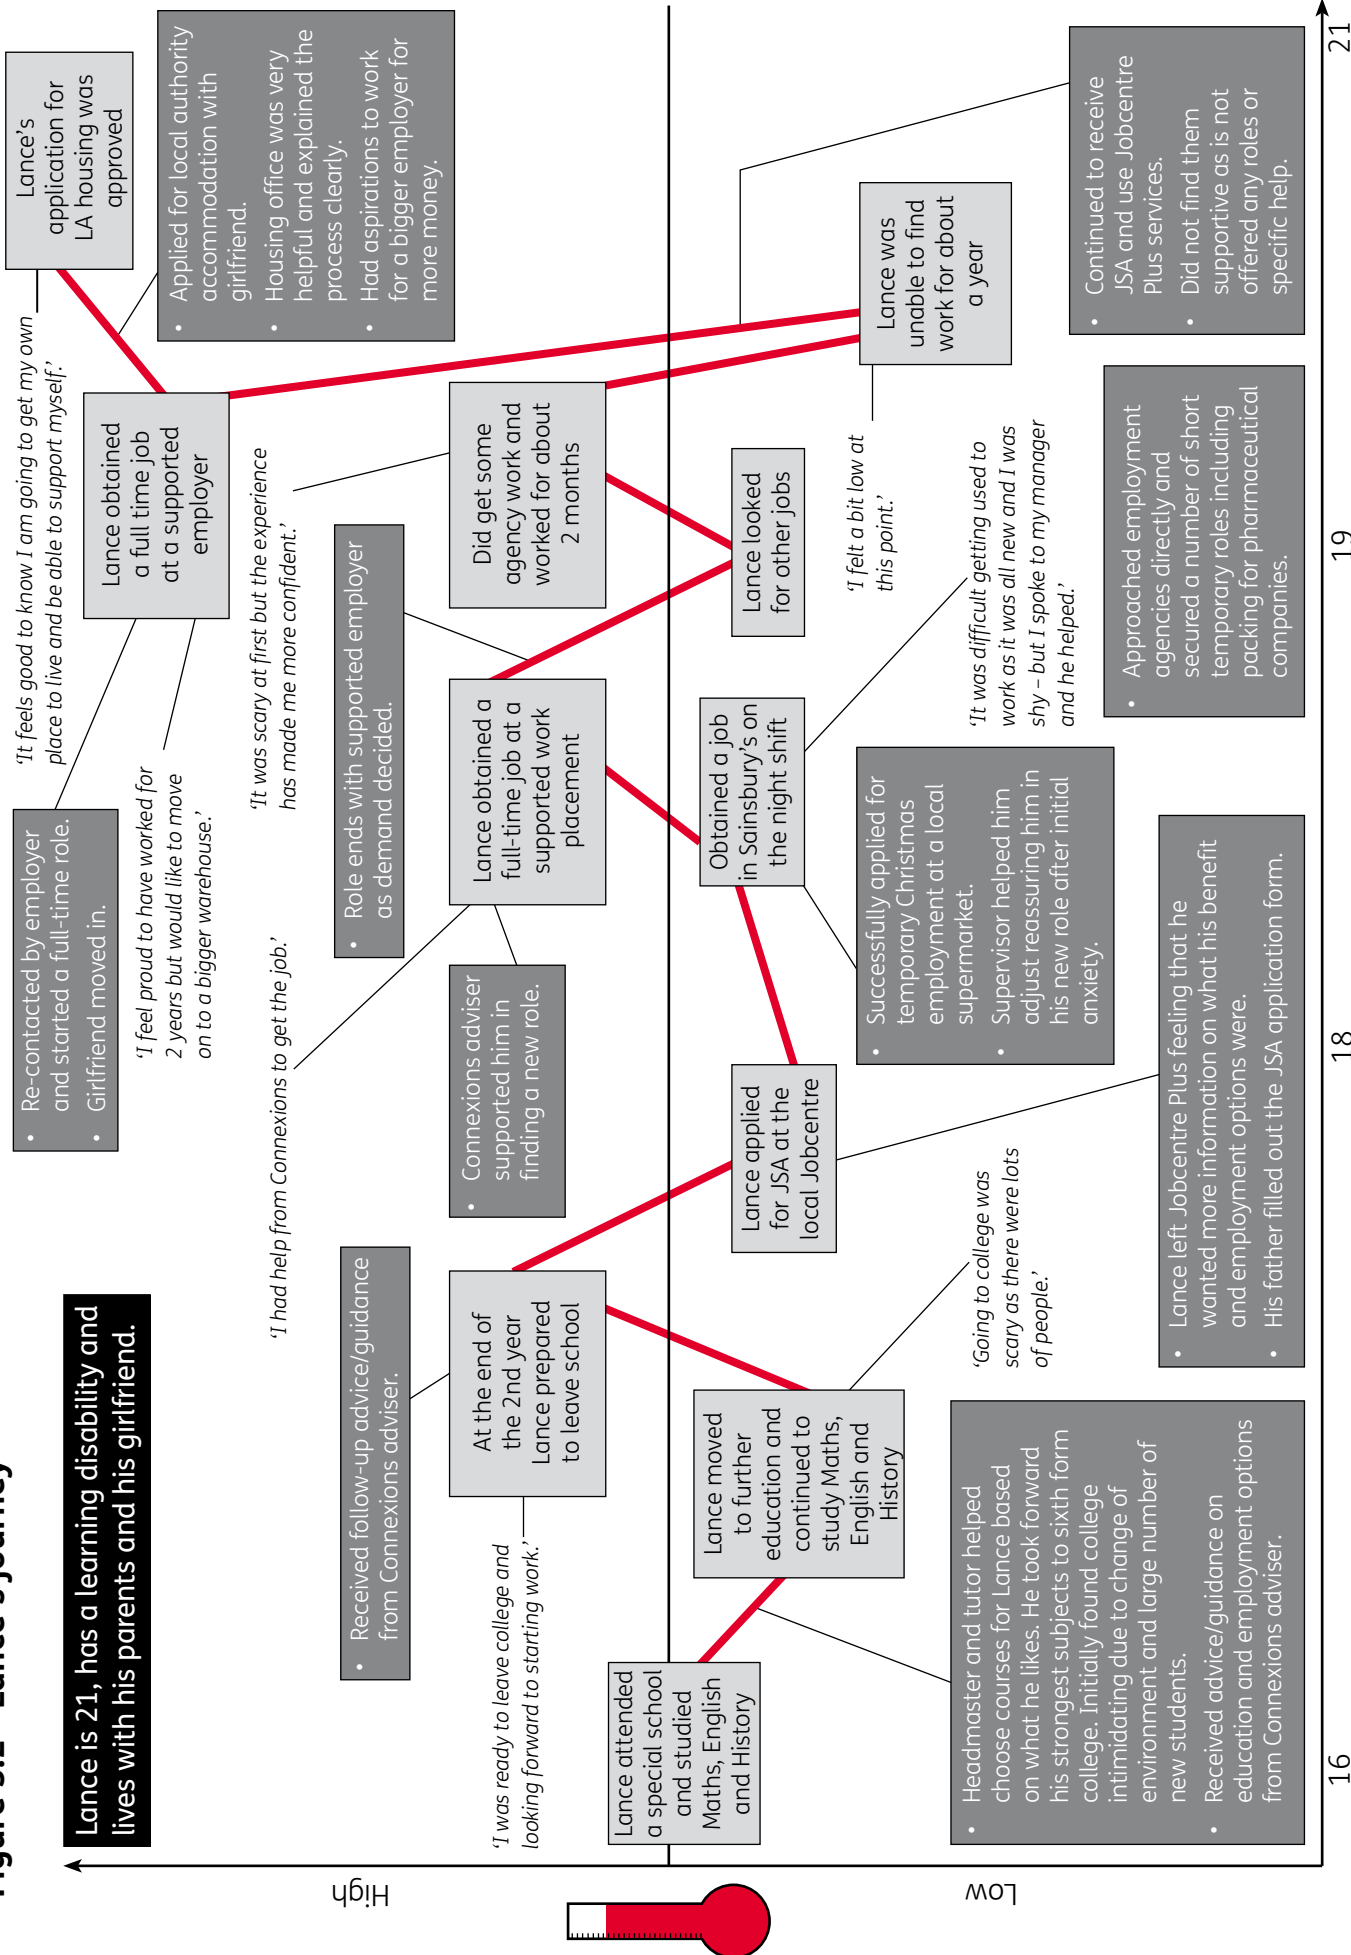 Lance is 21, has a learning disability and
lives with his parents and his girlfriend.
High
Low
16
18
19
21
Lance attended
a special school
and studied
Maths, English
and History
• Headmaster and tutor helped
choose courses for Lance based
on what he likes. He took forward
his strongest subjects to sixth form
college. Initially found college
intimidating due to change of
environment and large number of
new students.
• Received advice/guidance on
education and employment options
from Connexions adviser.
Lance moved
to further
education and
continued to
study Maths,
English and
History
‘Going to college was
scary as there were lots
of people.’
‘I was ready to leave college and
looking forward to starting work.’
At the end of
the 2nd year
Lance prepared
to leave school
• Received follow-up advice/guidance
from Connexions adviser.
Lance applied
for JSA at the
local Jobcentre
• Lance left Jobcentre Plus feeling that he
wanted more information on what his benefit
and employment options were.
• His father filled out the JSA application form.
Obtained a job
in Sainsbury’s on
the night shift
• Successfully applied for
temporary Christmas
employment at a local
supermarket.
• Supervisor helped him
adjust reassuring him in
his new role after initial
anxiety.
‘It was difficult getting used to
work as it was all new and I was
shy – but I spoke to my manager
and he helped.’
Lance obtained a
full-time job at a
supported work
placement
‘I had help from Connexions to get the job.’
• Connexions adviser
supported him in
finding a new role.
• Role ends with supported employer
as demand decided.
Lance looked
for other jobs
Did get some
agency work and
worked for about
2 months
‘It was scary at first but the experience
has made me more confident.’
• Approached employment
agencies directly and
secured a number of short
temporary roles including
packing for pharmaceutical
companies.
Lance was
unable to find
work for about
a year
‘I felt a bit low at
this point.’
• Continued to receive
JSA and use Jobcentre
Plus services.
• Did not find them
supportive as is not
offered any roles or
specific help.
Lance obtained
a full time job
at a supported
employer
• Re-contacted by employer
and started a full-time role.
• Girlfriend moved in.
‘I feel proud to have worked for
2 years but would like to move
on to a bigger warehouse.’
Lance’s
application for
LA housing was
approved
‘It feels good to know I am going to get my own
place to live and be able to support myself.’
• Applied for local authority
accommodation with
girlfriend.
• Housing office was very
helpful and explained the
process clearly.
• Had aspirations to work
for a bigger employer for
more money.